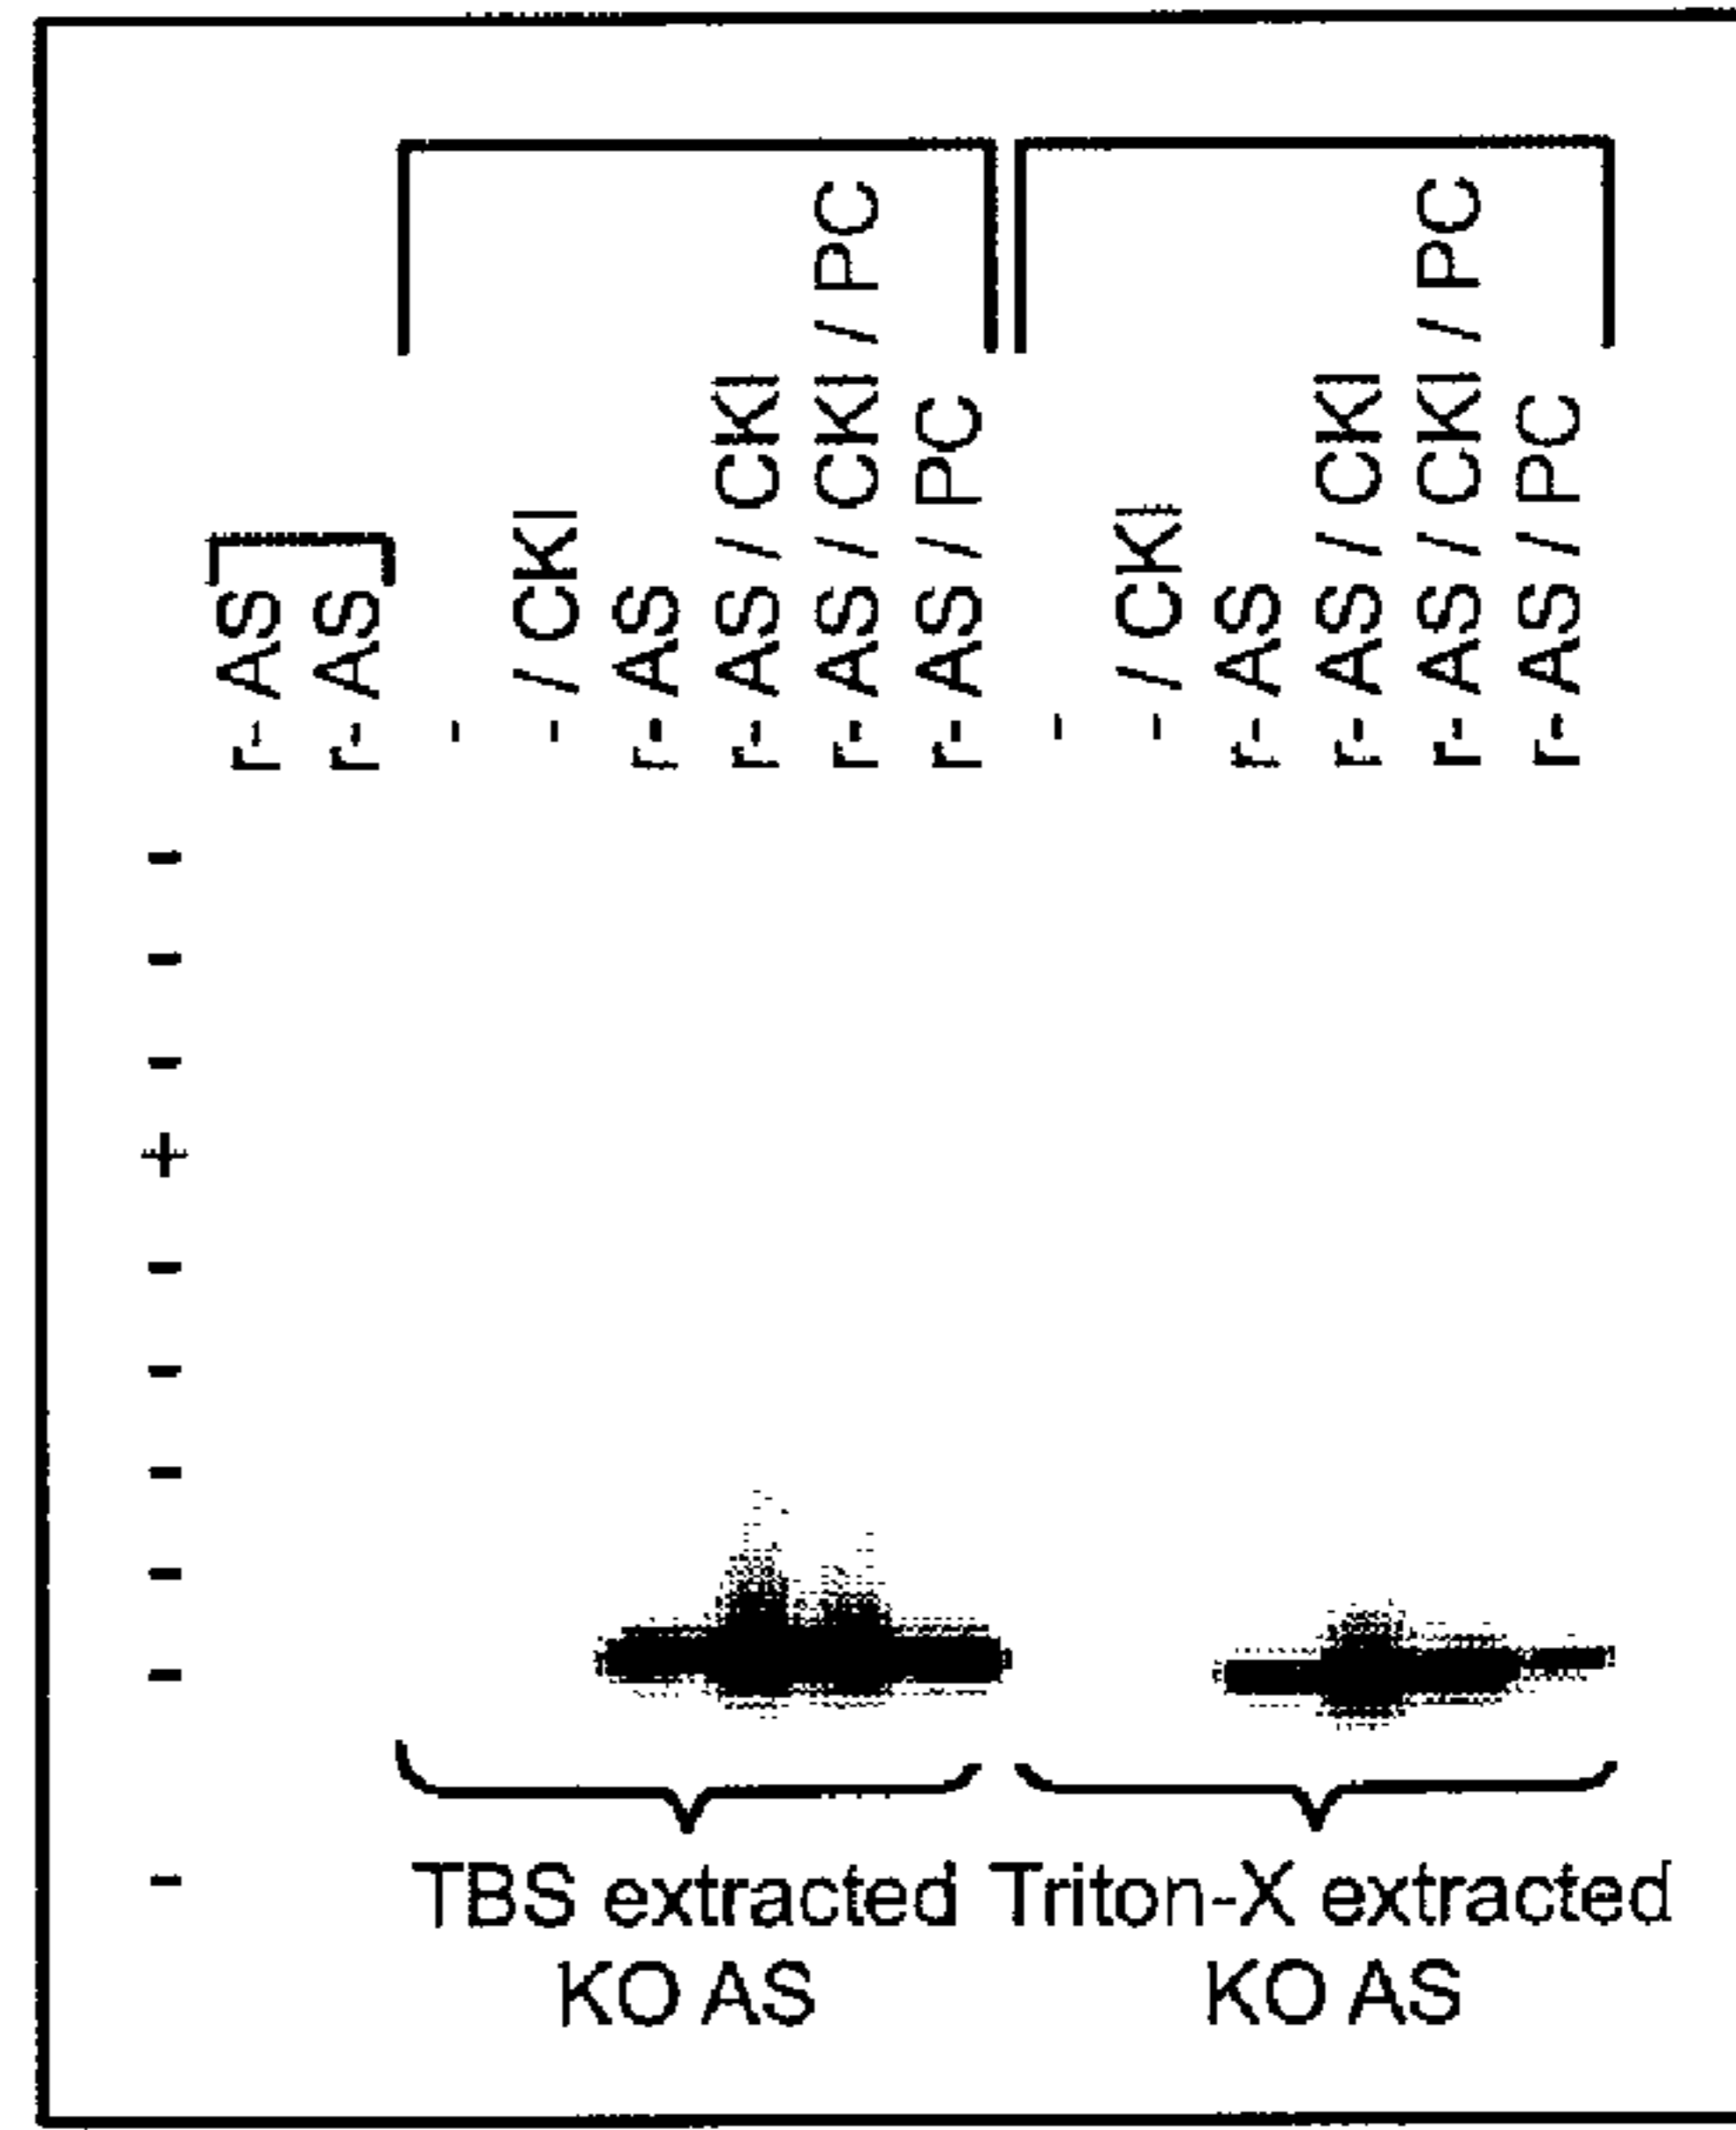 r-AS
r-AS
-
- / CKI
r-AS
r-AS / CKI
r-AS / CKI / PC
r-AS / PC
-
- / CKI
r-AS
r-AS / CKI
r-AS / CKI / PC
r-AS / PC
-
-
-
+
-
-
-
-
-
-
TBS extracted Triton-X extracted
KO AS KO AS